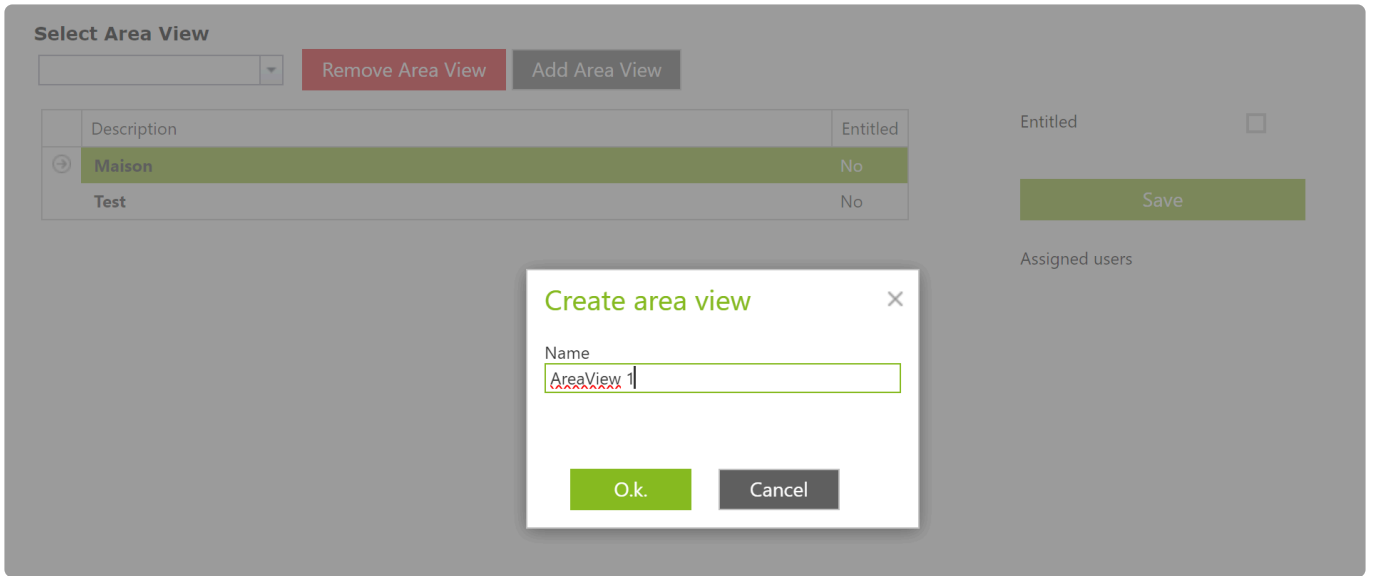 Select Area View
Remove Area View Add Area View
Description Entitled
Maison No
Test No
Entitled
Save
Assigned users
Create area view
Name
AreaView 1
O.k. Cancel